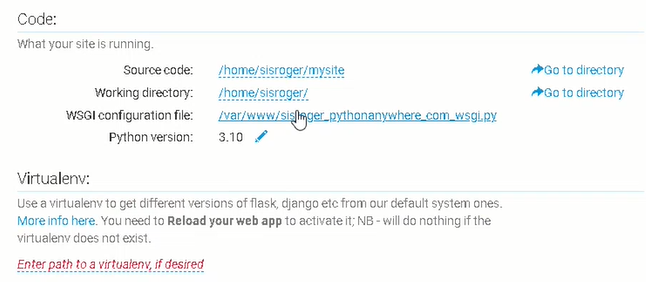 Code:
What your site is running.
Source code: /home/sisroger/mysite Go to directory
Working directory: /home/sisroger/ Go to directory
WSGI configuration file: /var/www/sisroger_pythonanywhere_com_wsgi.py
Python version: 3.10
Virtualenv:
Use a virtualenv to get different versions of flask, django etc from our default system ones.
More info here. You need to Reload your web app to activate it; NB - will do nothing if the
virtualenv does not exist.
Enter path to a virtualenv, if desired